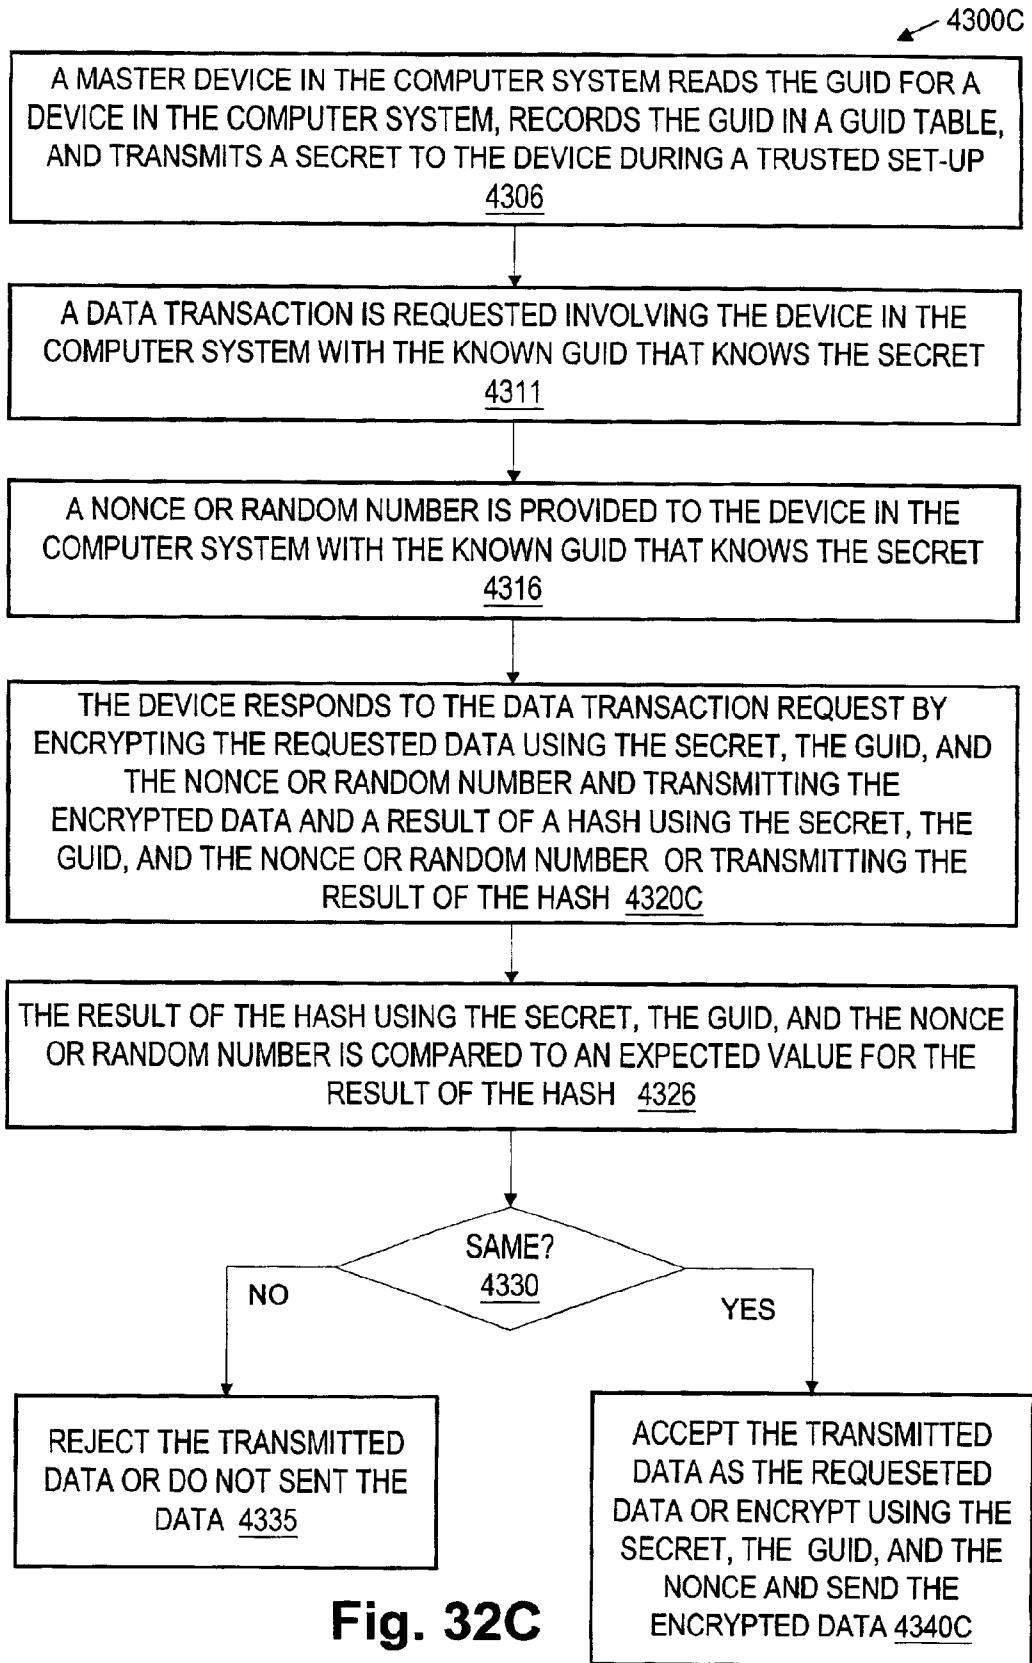 4300C
A MASTER DEVICE IN THE COMPUTER SYSTEM READS THE GUID FOR A
DEVICE IN THE COMPUTER SYSTEM, RECORDS THE GUID IN A GUID TABLE,
AND TRANSMITS A SECRET TO THE DEVICE DURING A TRUSTED SET-UP
4306
A DATA TRANSACTION IS REQUESTED INVOLVING THE DEVICE IN THE
COMPUTER SYSTEM WITH THE KNOWN GUID THAT KNOWS THE SECRET
4311
A NONCE OR RANDOM NUMBER IS PROVIDED TO THE DEVICE IN THE
COMPUTER SYSTEM WITH THE KNOWN GUID THAT KNOWS THE SECRET
4316
THE DEVICE RESPONDS TO THE DATA TRANSACTION REQUEST BY
ENCRYPTING THE REQUESTED DATA USING THE SECRET, THE GUID, AND
THE NONCE OR RANDOM NUMBER AND TRANSMITTING THE
ENCRYPTED DATA AND A RESULT OF A HASH USING THE SECRET, THE
GUID, AND THE NONCE OR RANDOM NUMBER OR TRANSMITTING THE
RESULT OF THE HASH 4320C
THE RESULT OF THE HASH USING THE SECRET, THE GUID, AND THE NONCE
OR RANDOM NUMBER IS COMPARED TO AN EXPECTED VALUE FOR THE
RESULT OF THE HASH 4326
SAME?
4330
NO
YES
REJECT THE TRANSMITTED
DATA OR DO NOT SENT THE
DATA 4335
ACCEPT THE TRANSMITTED
DATA AS THE REQUESETED
DATA OR ENCRYPT USING THE
SECRET, THE GUID, AND THE
NONCE AND SEND THE
ENCRYPTED DATA 4340C
Fig. 32C